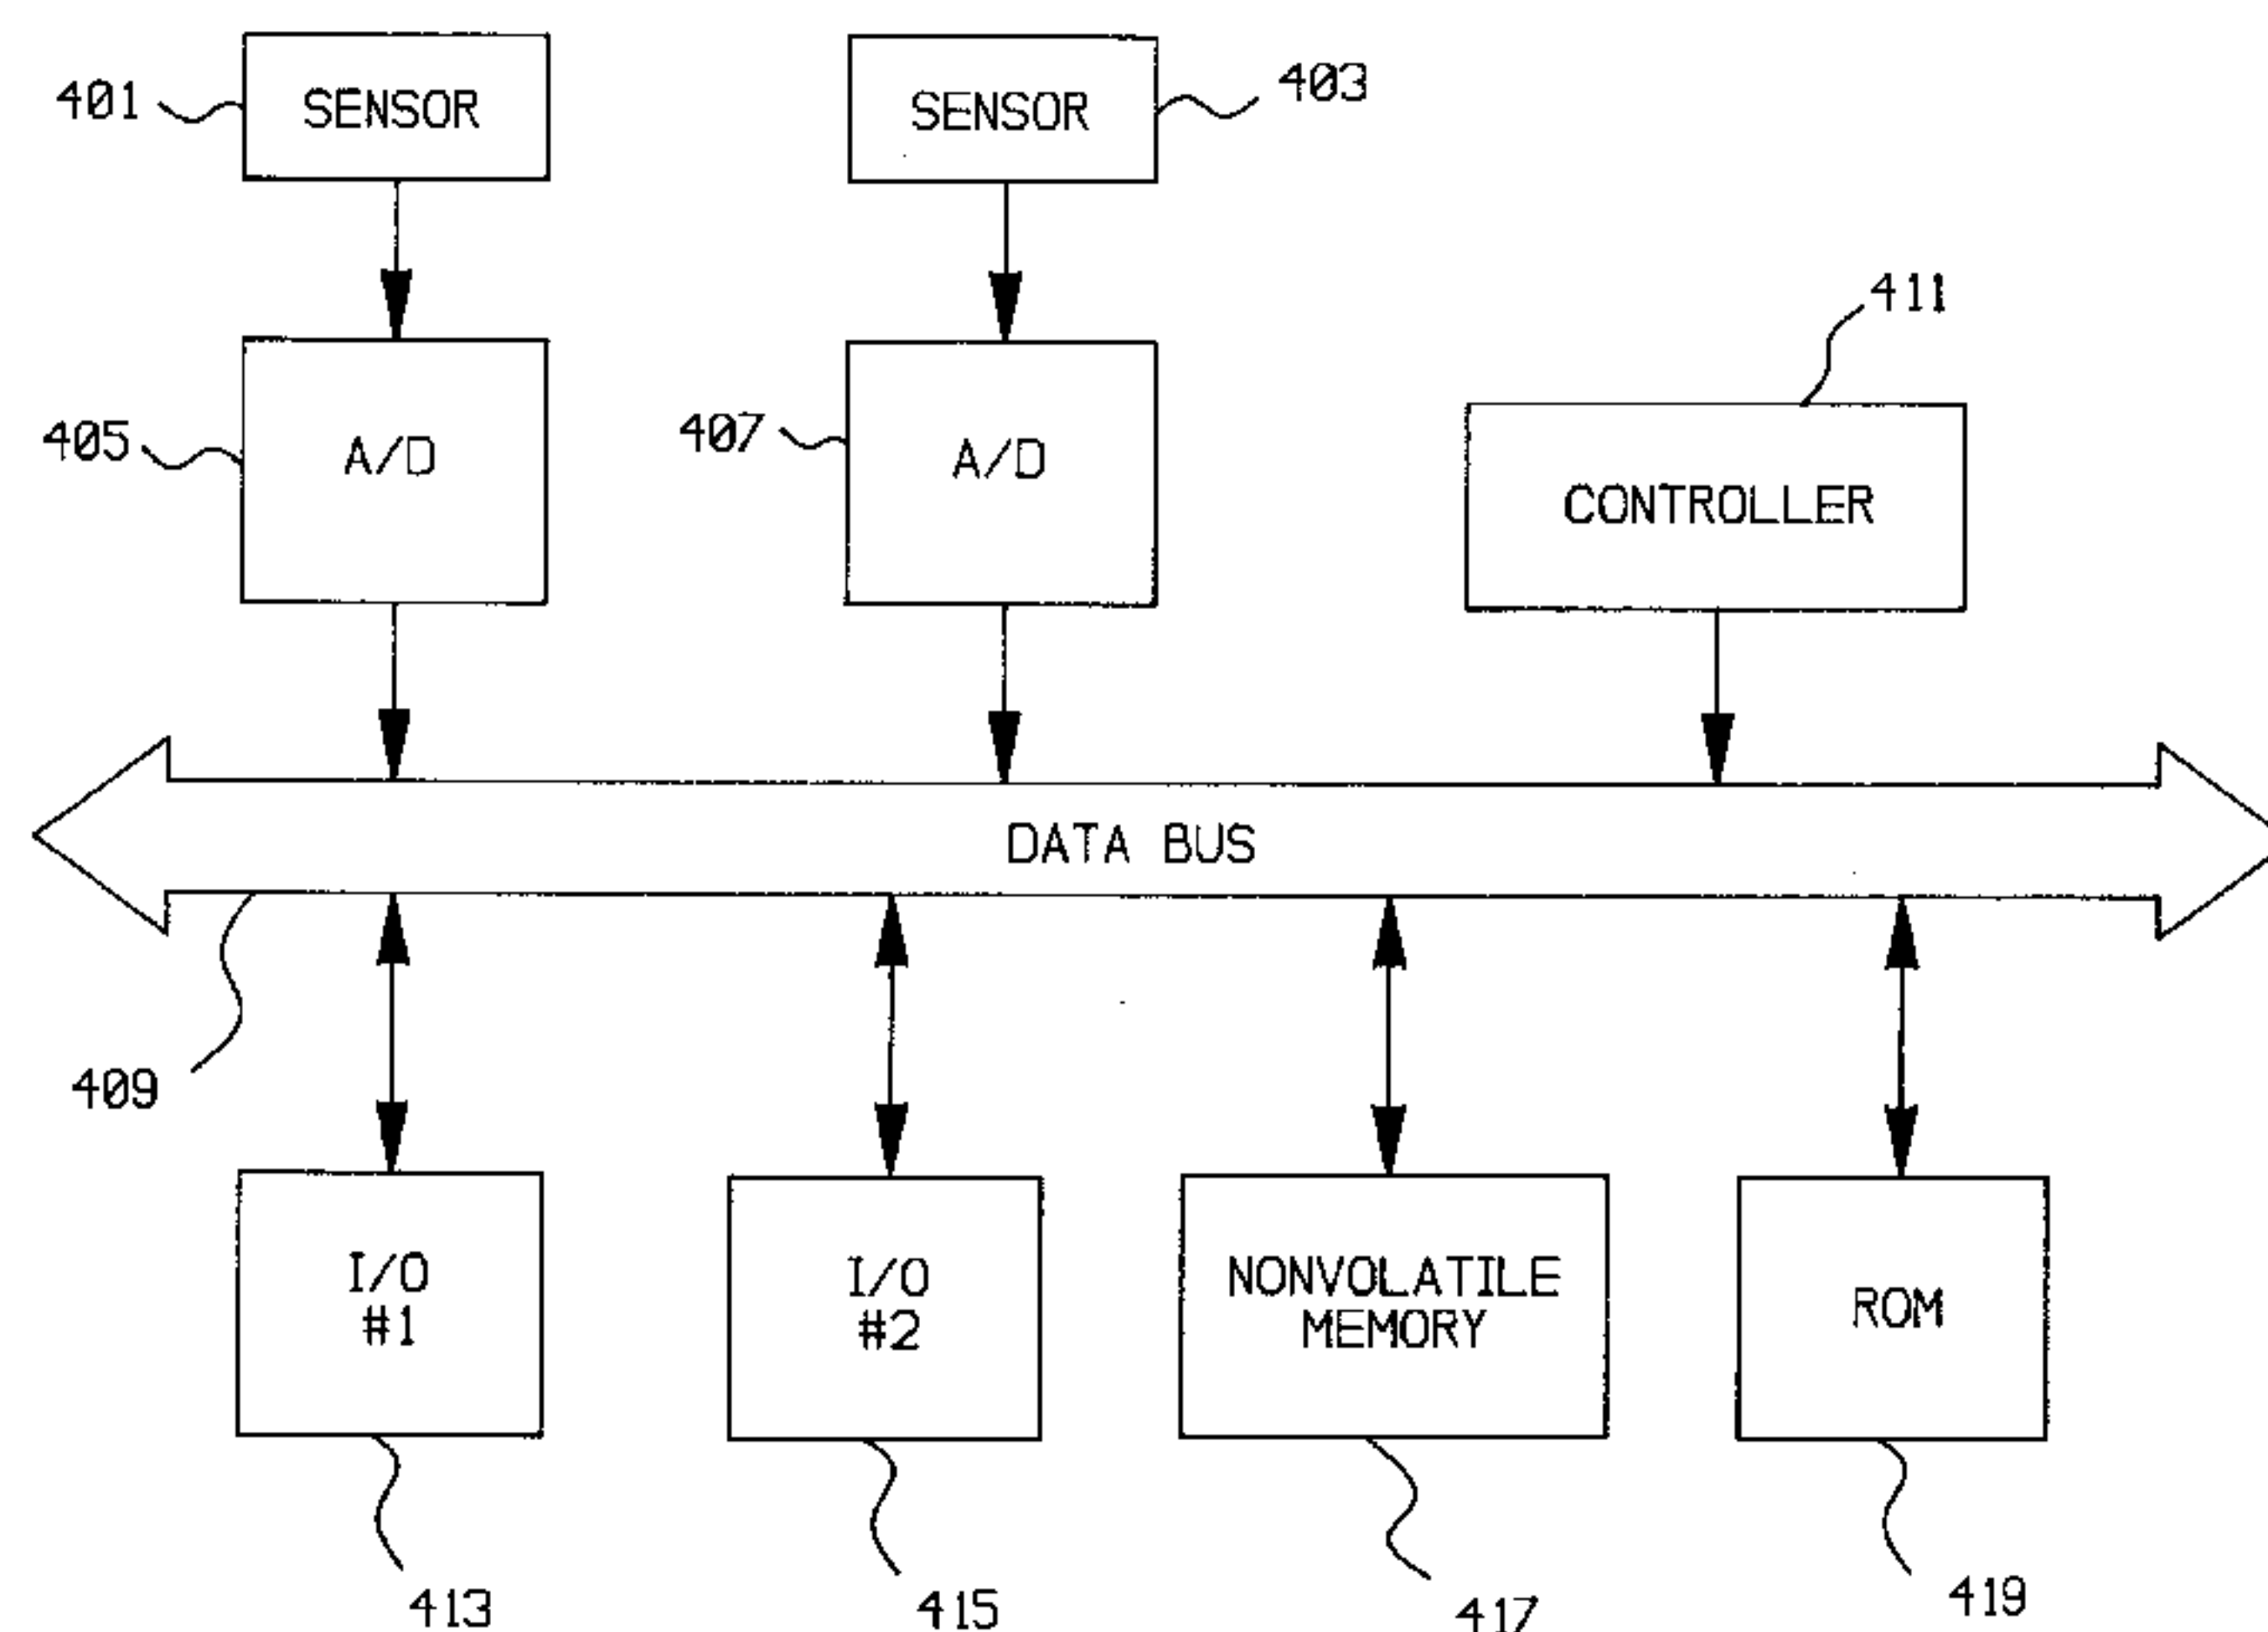 401
SENSOR
SENSOR
403
411
405
A/D
407
A/D
CONTROLLER
DATA BUS
409
I/O
#1
I/O
#2
NONVOLATILE
MEMORY
ROM
413
415
417
419